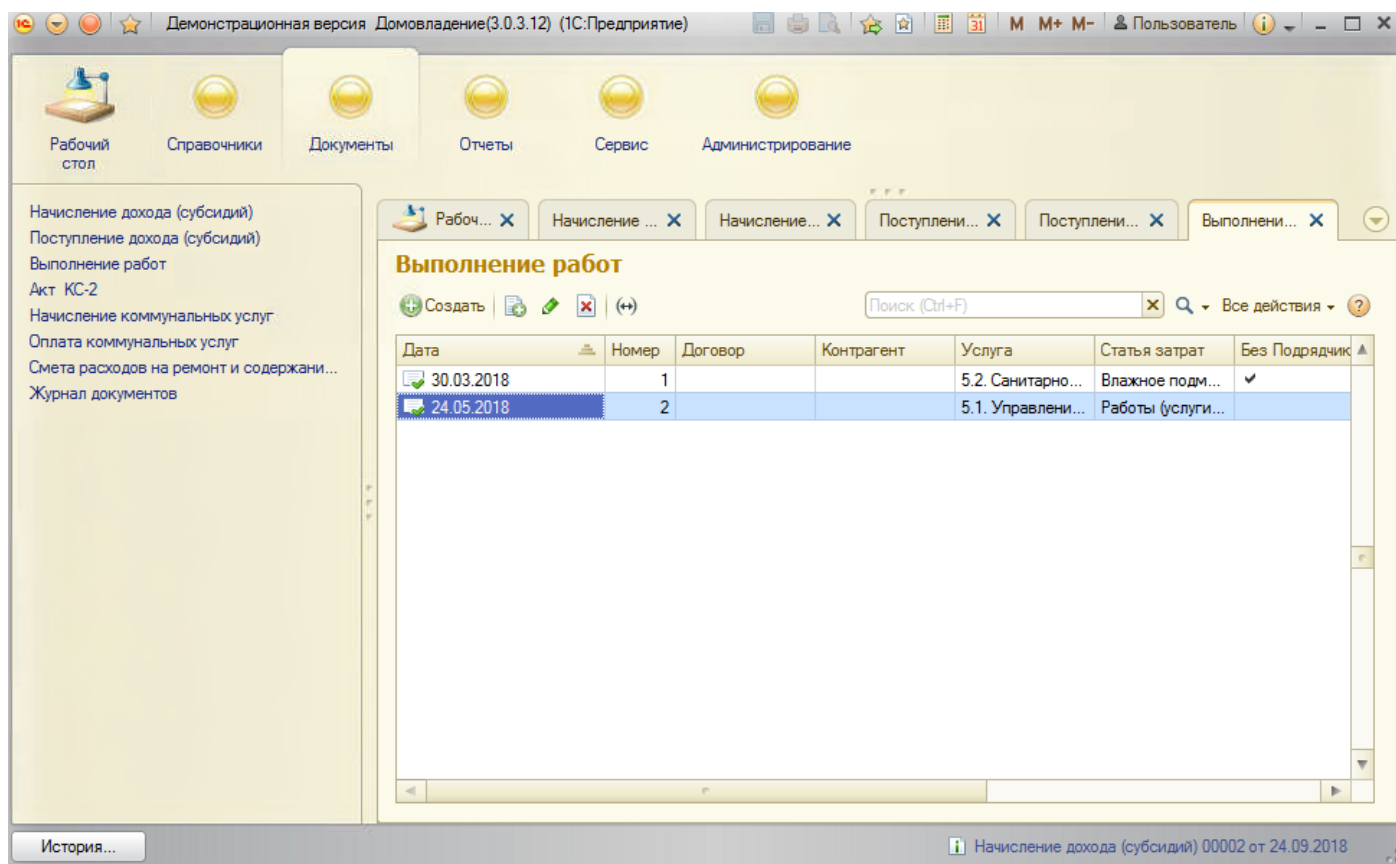 Демонстрационная версия Домовладение(3.0.3.12) (1С:Предприятие)
M M+ M- Пользователь
Рабочий стол
Справочники
Документы
Отчеты
Сервис
Администрирование
Начисление дохода (субсидий)
Поступление дохода (субсидий)
Выполнение работ
Акт КС-2
Начисление коммунальных услуг
Оплата коммунальных услуг
Смета расходов на ремонт и содержани...
Журнал документов
Рабоч... Начисление ... Начисление... Поступлени... Поступлени... Выполнени...
Выполнение работ
Создать Поиск (Ctrl+F) Все действия
Дата Номер Договор Контрагент Услуга Статья затрат Без Подрядчик
30.03.2018 1 5.2. Санитарно... Влажное подм...
24.05.2018 2 5.1. Управлени... Работы (услуги...
История... Начисление дохода (субсидий) 00002 от 24.09.2018